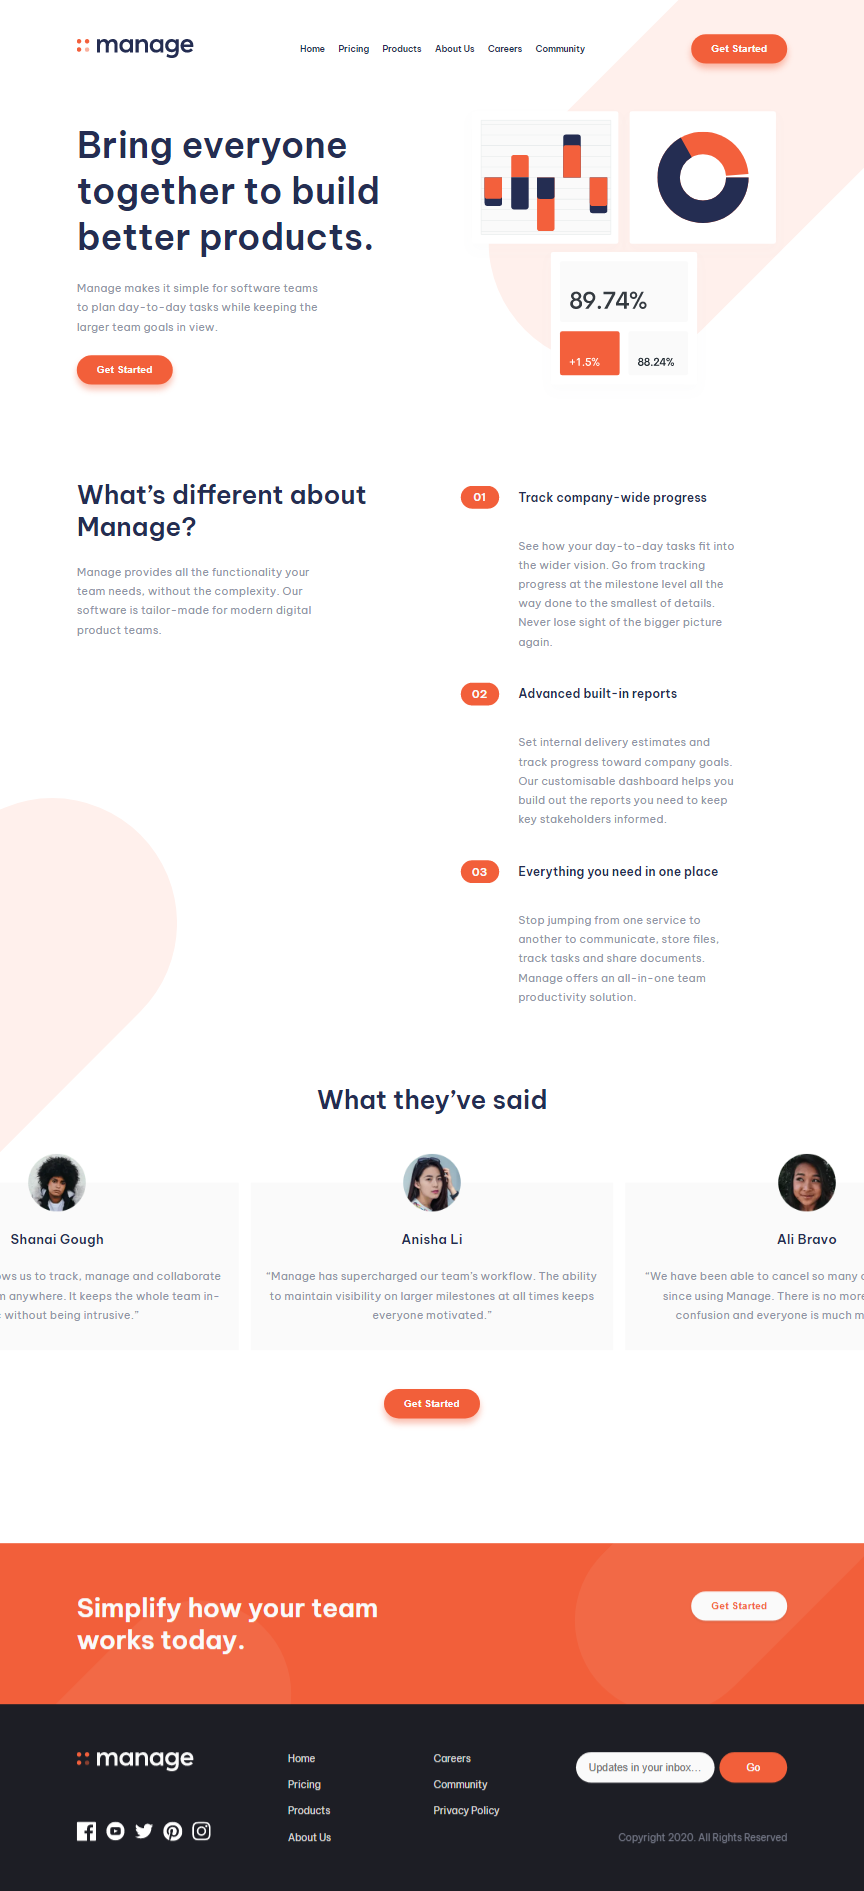 manage
Home Pricing Products About Us Careers Community
Get Started
Bring everyone
together to build
better products.
Manage makes it simple for software teams
to plan day-to-day tasks while keeping the
larger team goals in view.
Get Started
89.74%
+1.5%
88.24%
What’s different about
Manage?
Manage provides all the functionality your
team needs, without the complexity. Our
software is tailor-made for modern digital
product teams.
01 Track company-wide progress
See how your day-to-day tasks fit into
the wider vision. Go from tracking
progress at the milestone level all the
way done to the smallest of details.
Never lose sight of the bigger picture
again.
02 Advanced built-in reports
Set internal delivery estimates and
track progress toward company goals.
Our customisable dashboard helps you
build out the reports you need to keep
key stakeholders informed.
03 Everything you need in one place
Stop jumping from one service to
another to communicate, store files,
track tasks and share documents.
Manage offers an all-in-one team
productivity solution.
What they’ve said
Shanai Gough
ws us to track, manage and collaborate
anywhere. It keeps the whole team in-
without being intrusive.”
Anisha Li
“Manage has supercharged our team’s workflow. The ability
to maintain visibility on larger milestones at all times keeps
everyone motivated.”
Ali Bravo
“We have been able to cancel so many
since using Manage. There is no more
confusion and everyone is much m
Get Started
Simplify how your team
works today.
Get Started
manage
Home
Pricing
Products
About Us
Careers
Community
Privacy Policy
Updates in your inbox...
Go
Copyright 2020. All Rights Reserved